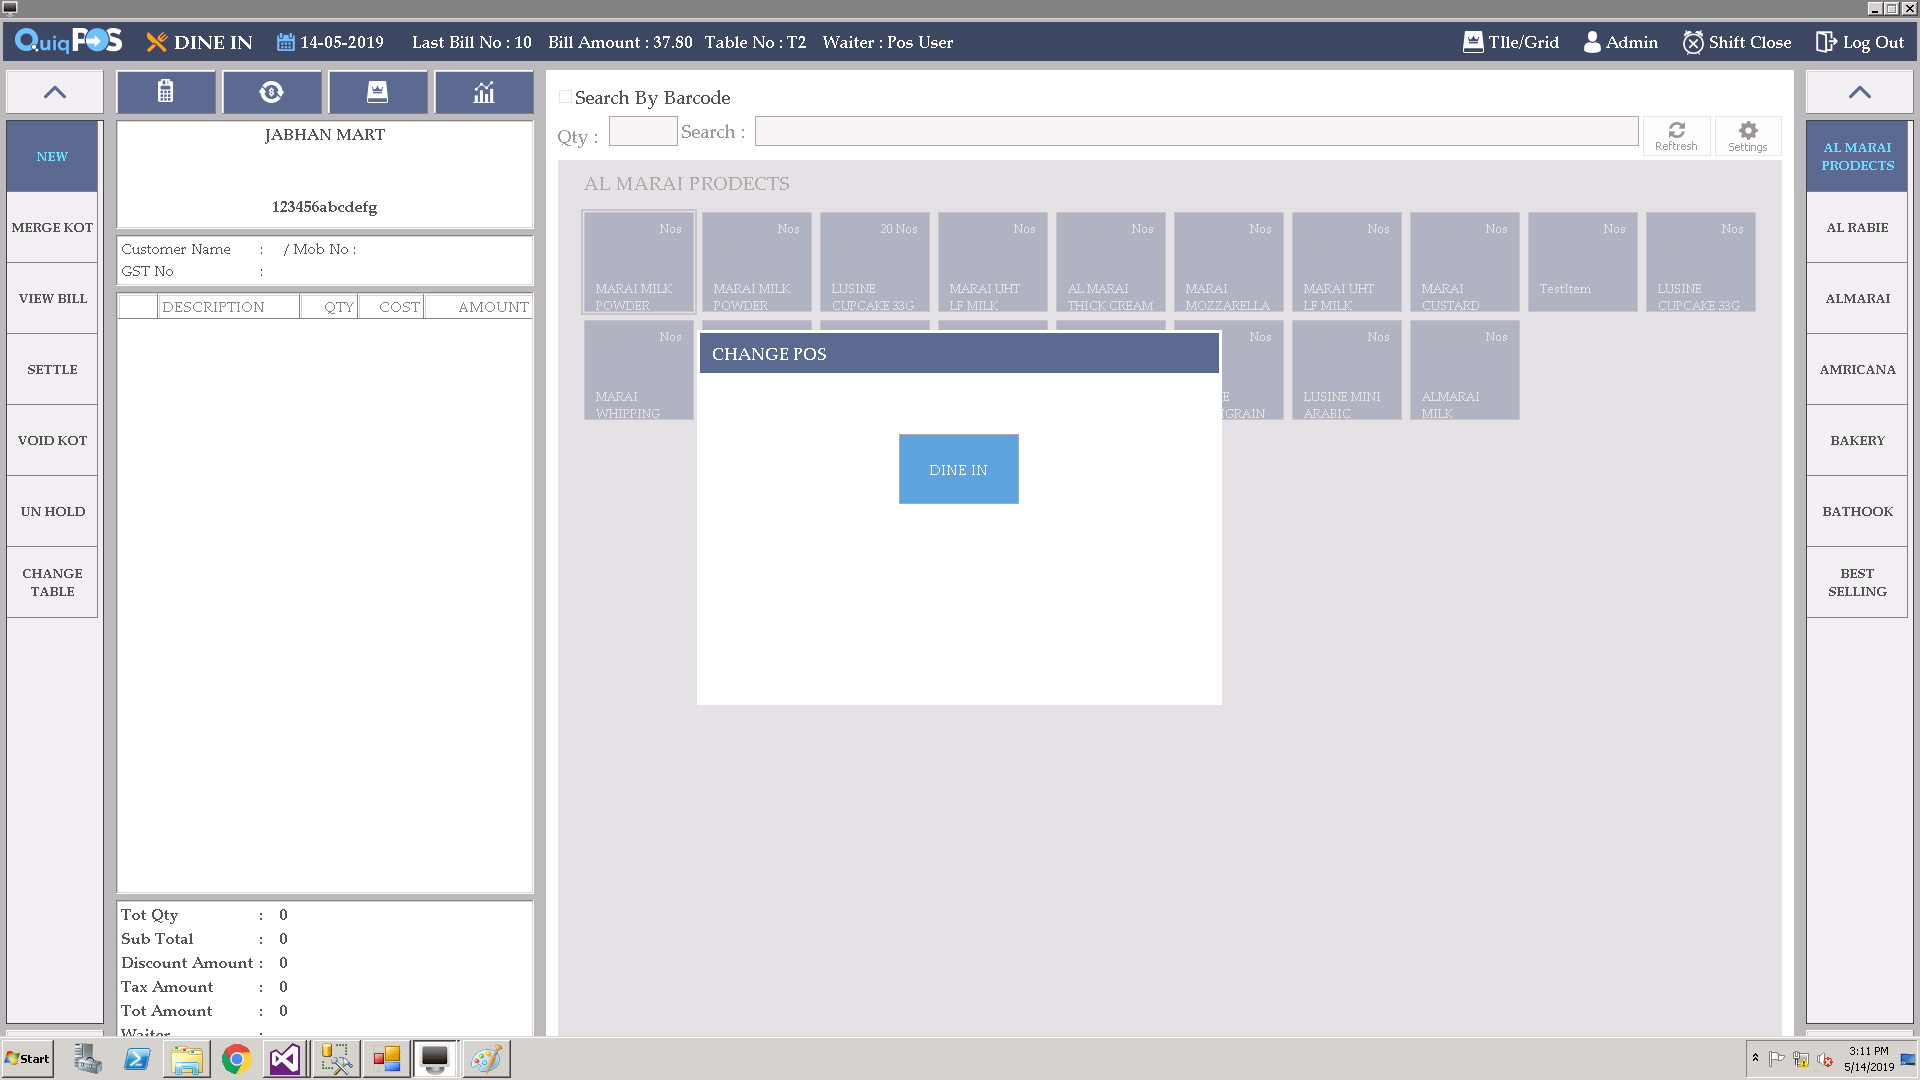 QuiqPOS
DINE IN
14-05-2019
Last Bill No : 10
Bill Amount : 37.80
Table No : T2
Waiter : Pos User
TIle/Grid
Admin
Shift Close
Log Out
NEW
MERGE KOT
VIEW BILL
SETTLE
VOID KOT
UN HOLD
CHANGE
TABLE
JABHAN MART
123456abcdefg
Customer Name : / Mob No :
GST No :
DESCRIPTION QTY COST AMOUNT
Tot Qty : 0
Sub Total : 0
Discount Amount : 0
Tax Amount : 0
Tot Amount : 0
Waiter :
Search By Barcode
Qty :
Search :
Reftresh
Settings
AL MARAI PRODECTS
Nos
MARAI MILK
POWDER
Nos
MARAI MILK
POWDER
20 Nos
LUSINE
CUPCAKE 33G
Nos
MARAI UHT
LF MILK
Nos
AL MARAI
THICK CREAM
Nos
MARAI
MOZZARELLA
Nos
MARAI UHT
LF MILK
Nos
MARAI
CUSTARD
Nos
TestItem
Nos
LUSINE
CUPCAKE 33G
Nos
MARAI
WHIPPING
Nos
E
IGRAIN
Nos
LUSINE MINI
ARABIC
Nos
ALMARAI
MILK
CHANGE POS
DINE IN
AL MARAI
PRODECTS
AL RABIE
ALMARAI
AMRICANA
BAKERY
BATHOOK
BEST
SELLING
Start
3:11 PM
5/14/2019